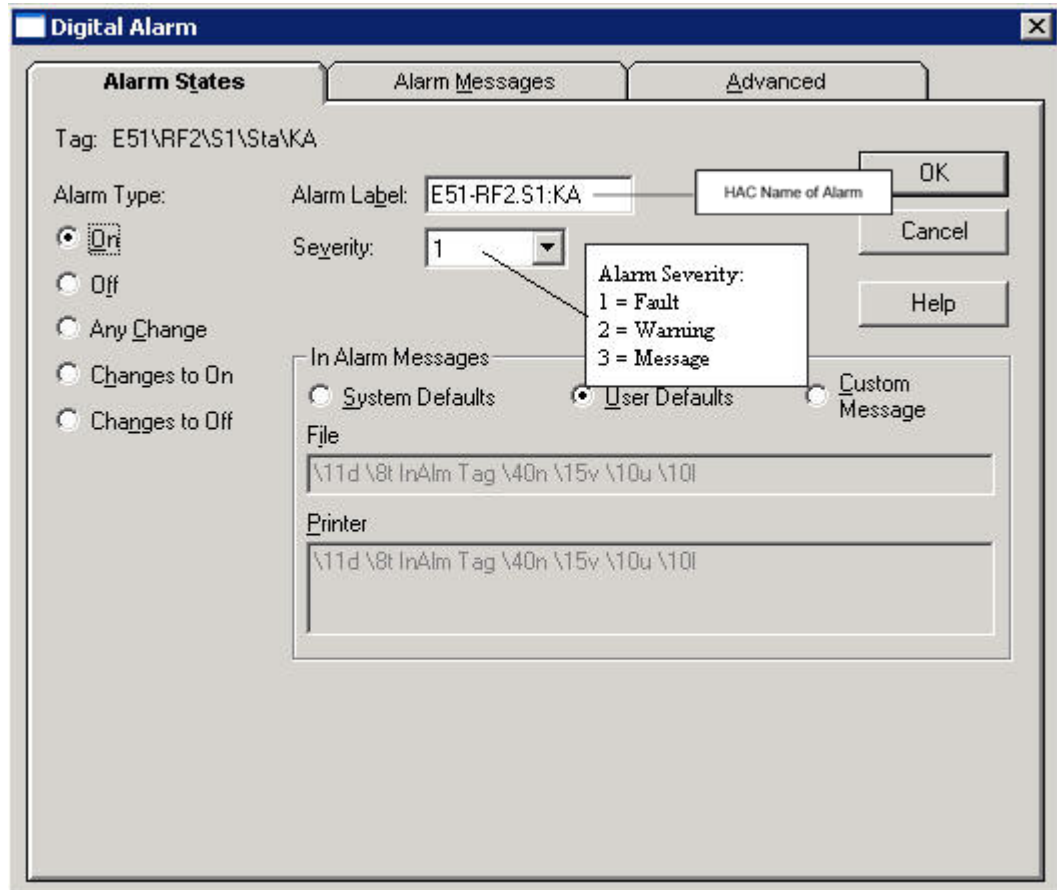 Digital Alarm
Alarm States
Alarm Messages
Advanced
Tag: E51\RF2\S1\Sta\KA
OK
Alarm Type:
Alarm Label:
E51-RF2.S1:KA
HAC Name of Alarm
Cancel
On
Severity:
1
Alarm Severity:
1 = Fault
2 = Warning
3 = Message
Off
Help
Any Change
In Alarm Messages
Changes to On
System Defaults
User Defaults
Custom
Message
Changes to Off
File
\11d \8t InAlm Tag \40n \15v \10u \10l
Printer
\11d \8t InAlm Tag \40n \15v \10u \10l